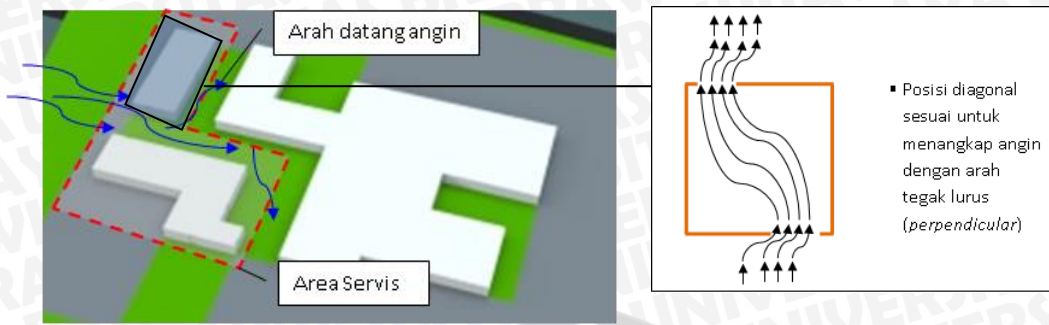 Arah datang angin
Area Servis
▪ Posisi diagonal
sesuai untuk
menangkap angin
dengan arah
tegak lurus
(perpendicular)